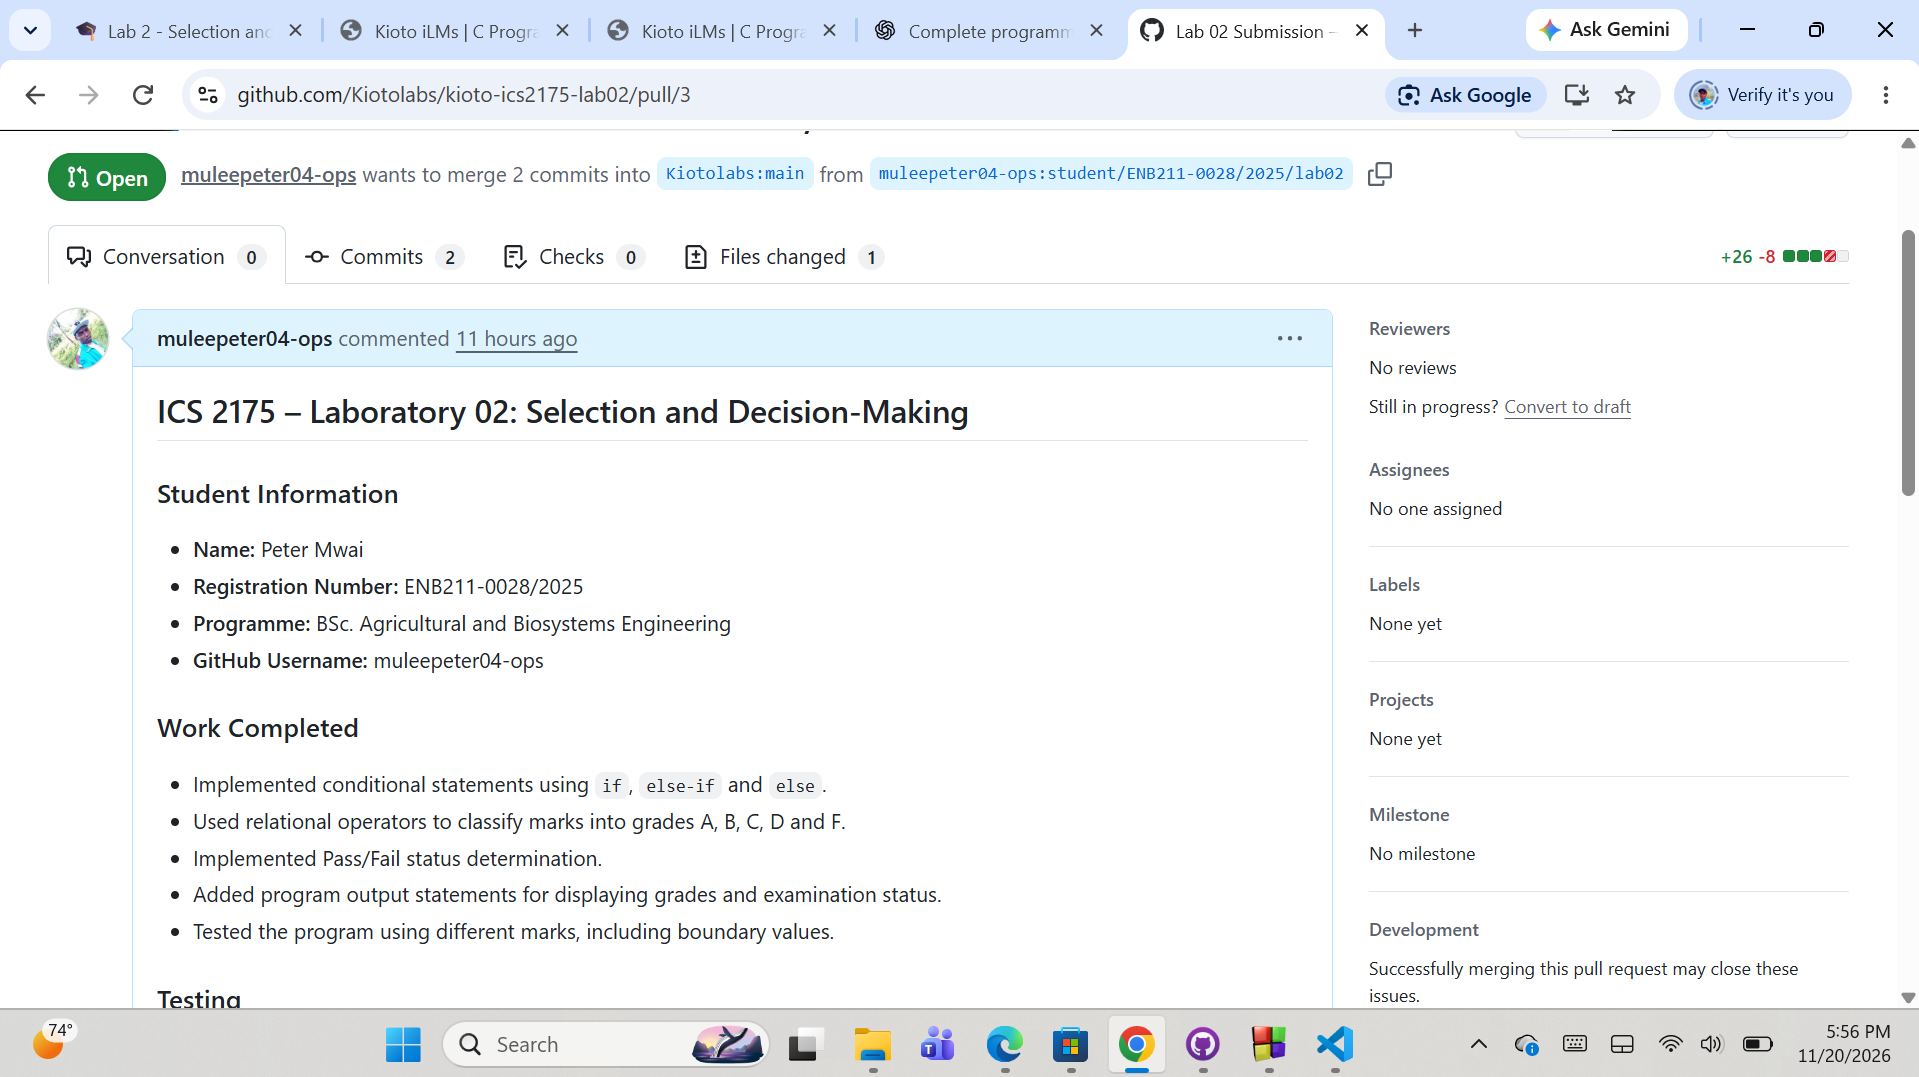 Lab 2 - Selection and
Kioto iLMs | C Progra
Kioto iLMs | C Progra
Complete programm
Lab 02 Submission –
Ask Gemini
github.com/Kiotolabs/kioto-ics2175-lab02/pull/3
Ask Google
Verify it's you
Open
muleepeter04-ops wants to merge 2 commits into Kiotolabs:main from muleepeter04-ops:student/ENB211-0028/2025/lab02
Conversation 0
Commits 2
Checks 0
Files changed 1
+26 -8
muleepeter04-ops commented 11 hours ago
ICS 2175 – Laboratory 02: Selection and Decision-Making
Student Information
Name: Peter Mwai
Registration Number: ENB211-0028/2025
Programme: BSc. Agricultural and Biosystems Engineering
GitHub Username: muleepeter04-ops
Work Completed
Implemented conditional statements using if, else-if and else.
Used relational operators to classify marks into grades A, B, C, D and F.
Implemented Pass/Fail status determination.
Added program output statements for displaying grades and examination status.
Tested the program using different marks, including boundary values.
Testing
Reviewers
No reviews
Still in progress? Convert to draft
Assignees
No one assigned
Labels
None yet
Projects
None yet
Milestone
No milestone
Development
Successfully merging this pull request may close these
issues.
74°
Search
5:56 PM
11/20/2026